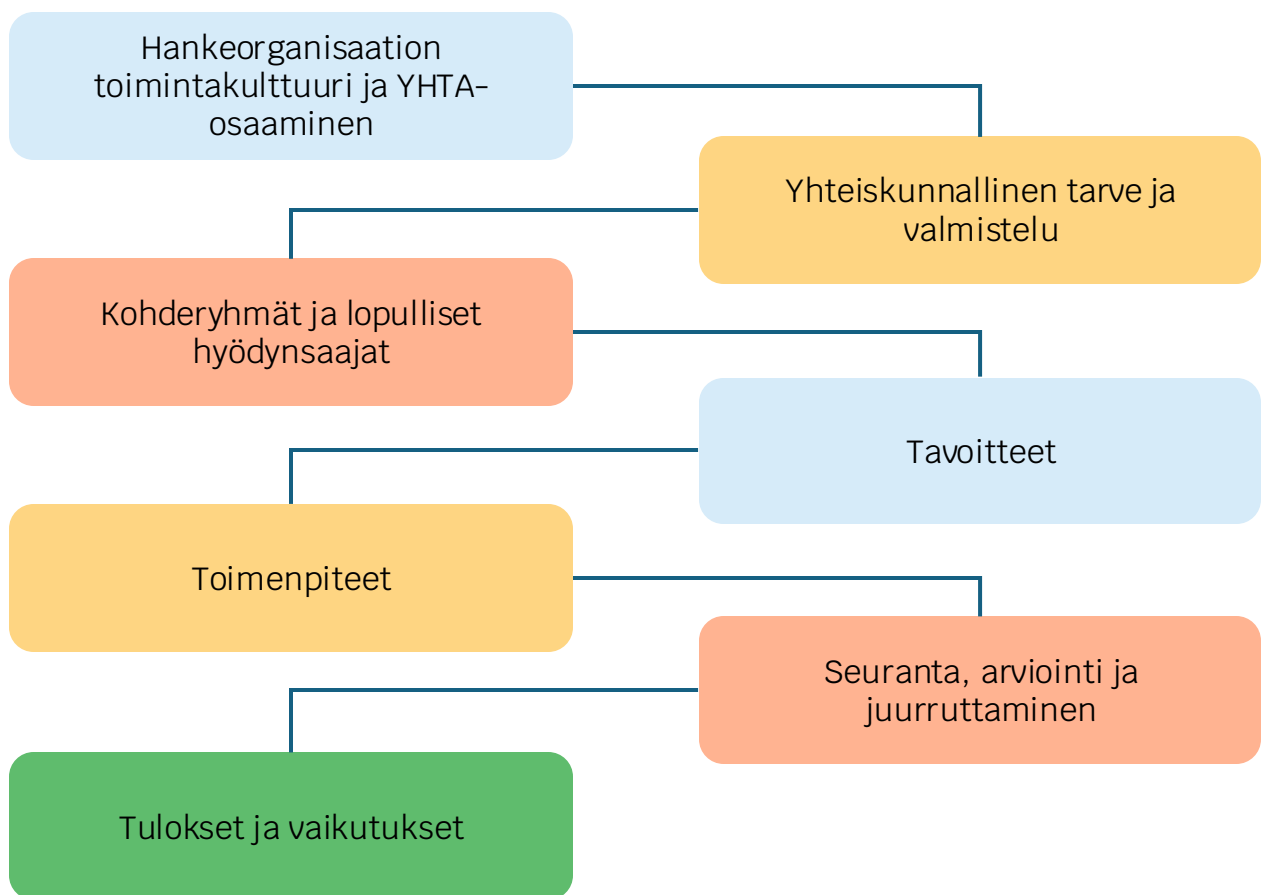 Hankeorganisaation
toimintakulttuuri ja YHTA-
osaaminen
Yhteiskunnallinen tarve ja
valmistelu
Kohderyhmät ja lopulliset
hyödynsaajat
Tavoitteet
Toimenpiteet
Seuranta, arviointi ja
juurruttaminen
Tulokset ja vaikutukset